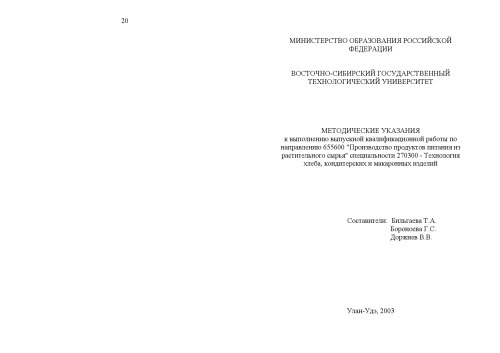 20
МИНИСТЕРСТВО ОБРАЗОВАНИЯ РОССИЙСКОЙ
ФЕДЕРАЦИИ
ВОСТОЧНО-СИБИРСКИЙ ГОСУДАРСТВЕННЫЙ
ТЕХНОЛОГИЧЕСКИЙ УНИВЕРСИТЕТ
МЕТОДИЧЕСКИЕ УКАЗАНИЯ
к выполнению выпускной квалификационной работы по
направлению 655600 "Производство продуктов питания из
растительного сырья" специальности 270300 - Технология
хлеба, кондитерских и макаронных изделий
Составители: Бильтаева Т.А.
Боровоева Г.С.
Доржиев В.В.
Улан-Удэ, 2003